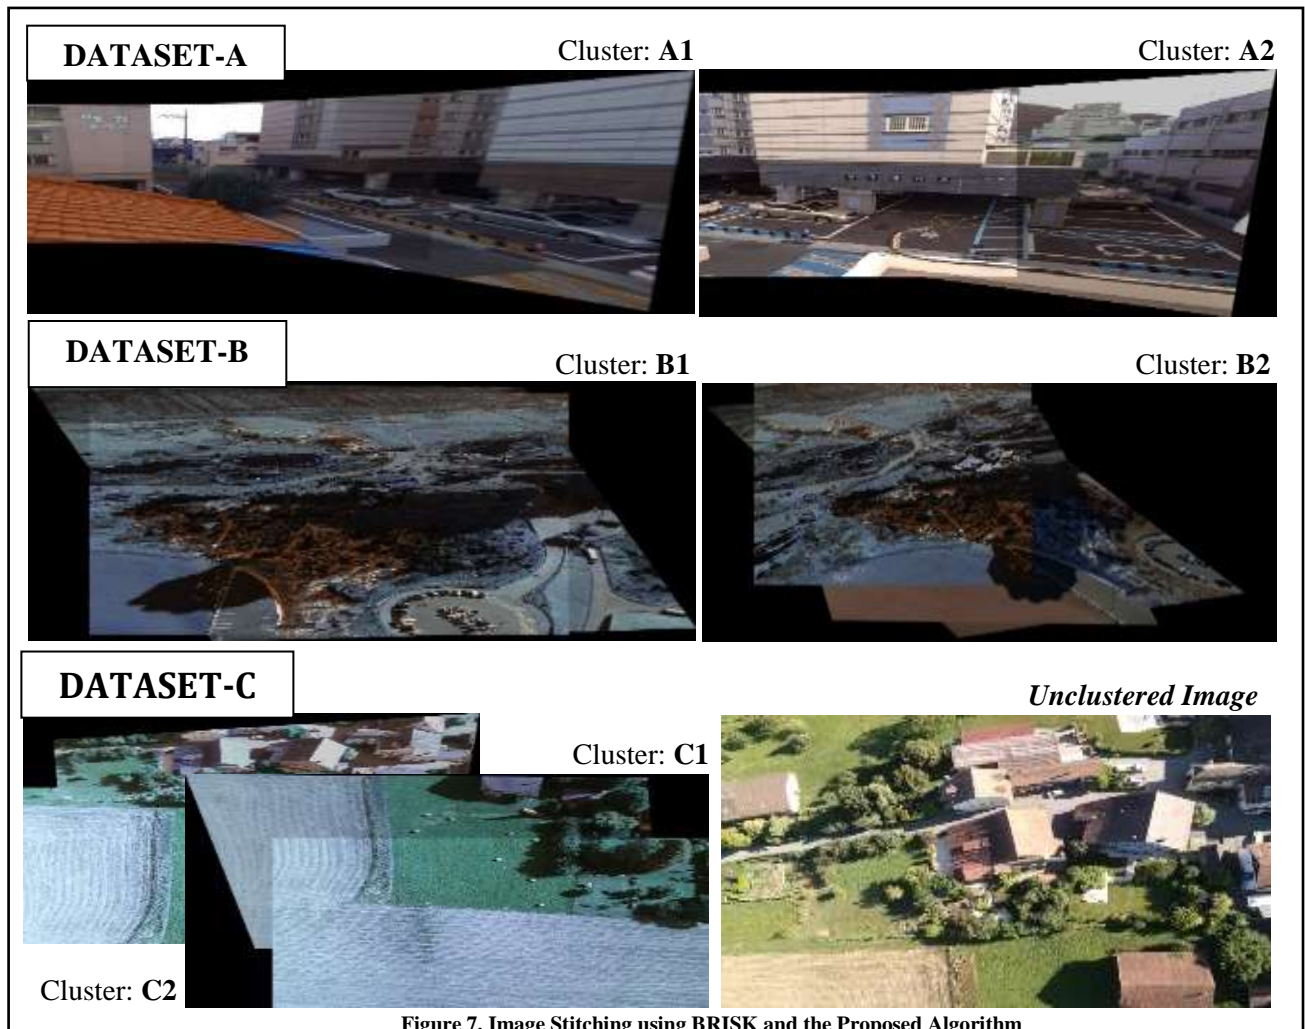 DATASET-A
Cluster: A1
Cluster: A2
DATASET-B
Cluster: B1
Cluster: B2
DATASET-C
Unclustered Image
Cluster: C1
Cluster: C2
Figure 7. Image Stitching using BRISK and the Proposed Algorithm